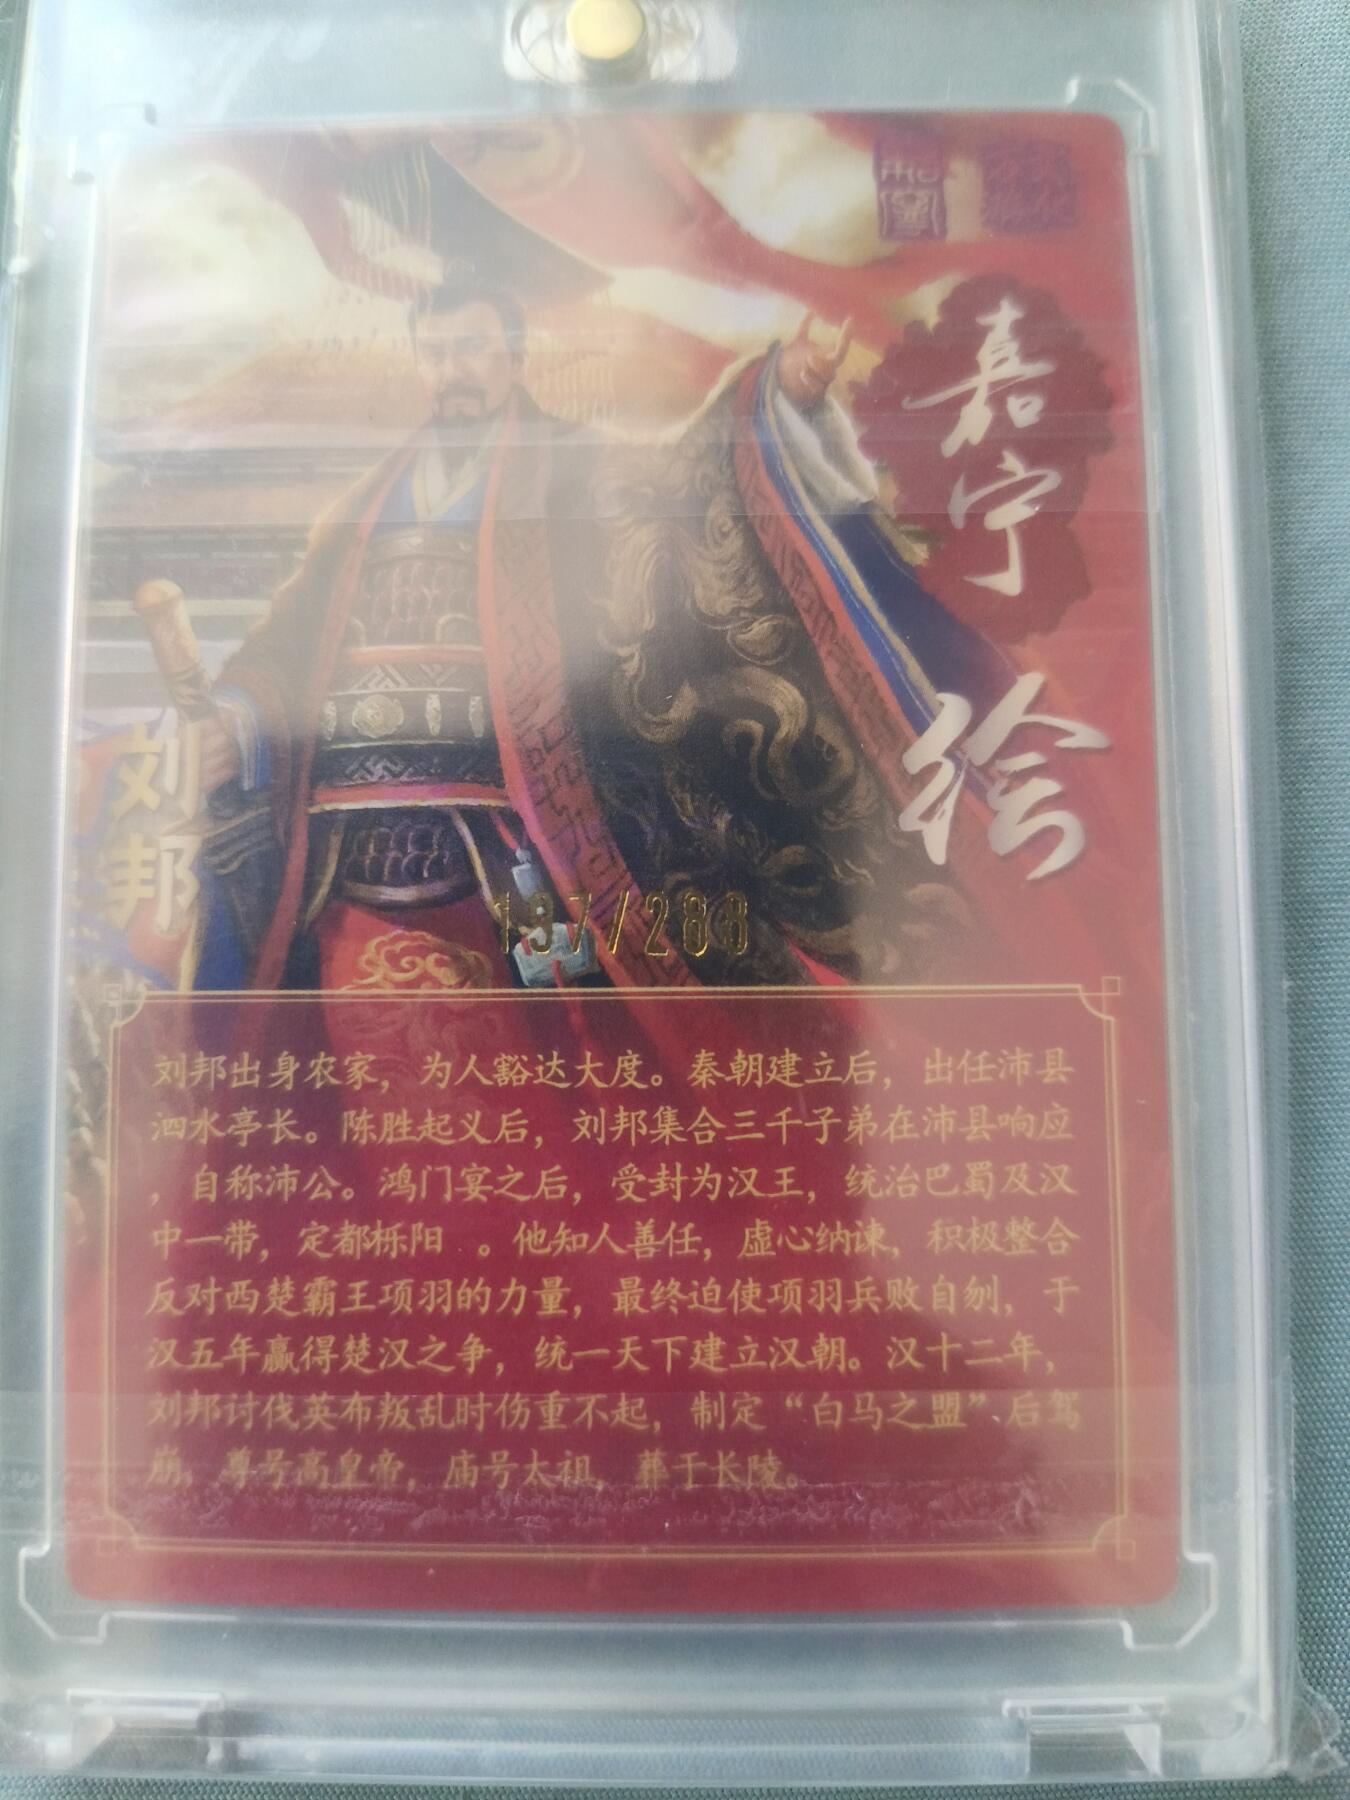 嘉宁
绘
刘邦
197/288
刘邦出身农家，为人豁达大度。秦朝建立后，出任沛县
泗水亭长。陈胜起义后，刘邦集合三千子弟在沛县响应
，自称沛公。鸿门宴之后，受封为汉王，统治巴蜀及汉
中一带，定都栎阳 。他知人善任，虚心纳谏，积极整合
反对西楚霸王项羽的力量，最终迫使项羽兵败自刎，于
汉五年赢得楚汉之争，统一天下建立汉朝。汉十二年，
刘邦讨伐英布叛乱时伤重不起，制定“白马之盟”后驾
崩，尊号高皇帝，庙号太祖，葬于长陵。